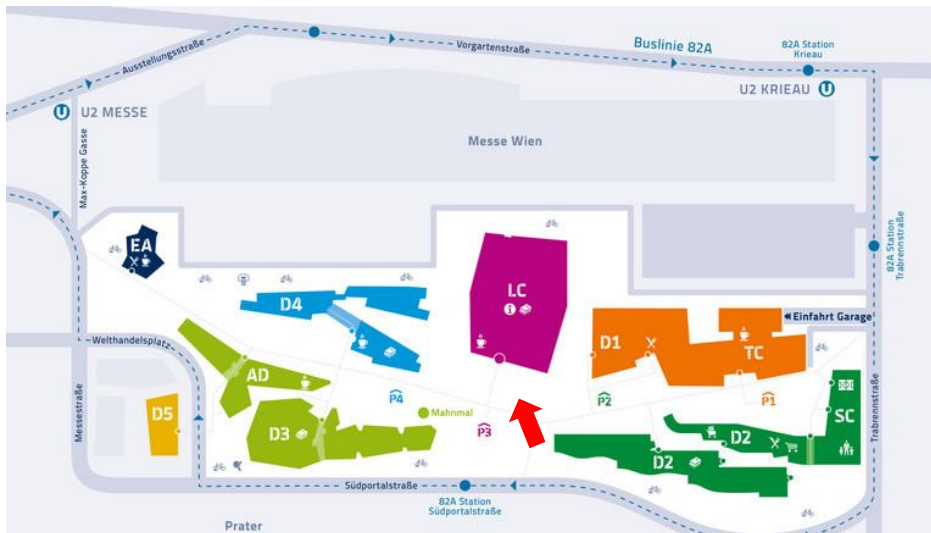 Buslinie 82A
Vorgartenstraße
82A Station
Krieau
Ausstellungsstraße
U U2 MESSE
U2 KRIEAU U
Messe Wien
Max-Koppe Gasse
82A Station
Trabrennstraße
EA
D4
LC
i
Einfahrt Garage
D1
TC
Welthandelsplatz
AD
P4
P2
P1
Mahnmal
P3
D5
D3
D2
D2
SC
Messestraße
Trabrennstraße
Südportalstraße
82A Station
Südportalstraße
Prater